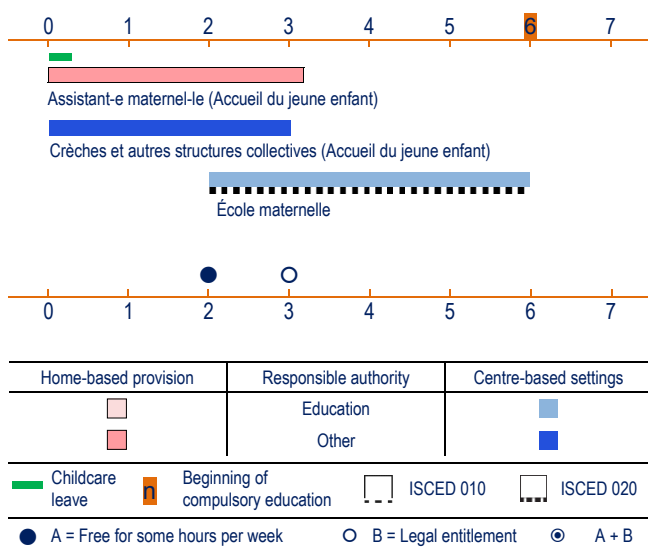 0 1 2 3 4 5 6 7
Assistant-e maternel-le (Accueil du jeune enfant)
Crèches et autres structures collectives (Accueil du jeune enfant)
École maternelle
0 1 2 3 4 5 6 7
Home-based provision Responsible authority Centre-based settings
Education
Other
Childcare leave
n Beginning of compulsory education
ISCED 010
ISCED 020
A = Free for some hours per week
B = Legal entitlement
A + B